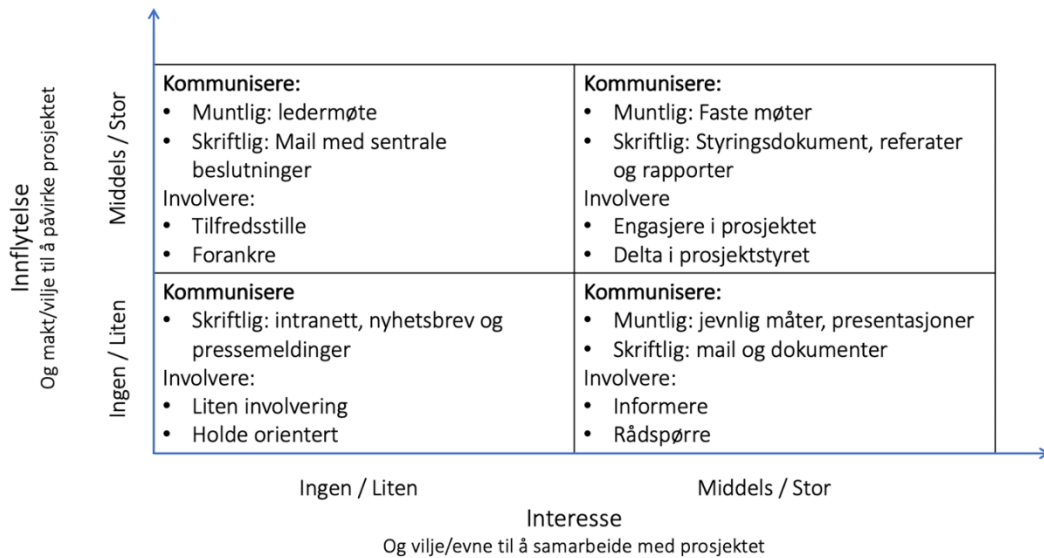 Kommunisere:
• Muntlig: ledermøte
• Skriftlig: Mail med sentrale
beslutninger
Involvere:
• Tilfredsstille
• Forankre
Kommunisere:
• Muntlig: Faste møter
• Skriftlig: Styringsdokument, referater
og rapporter
Involvere
• Engasjere i prosjektet
• Delta i prosjektstyret
Kommunisere
• Skriftlig: intranett, nyhetsbrev og
pressemeldinger
Involvere:
• Liten involvering
• Holde orientert
Kommunisere:
• Muntlig: jevnlig måter, presentasjoner
• Skriftlig: mail og dokumenter
Involvere:
• Informere
• Rådspørre
Innflytelse
Og makt/vilje til å påvirke prosjektet
Middels / Stor
Ingen / Liten
Ingen / Liten
Middels / Stor
Interesse
Og vilje/evne til å samarbeide med prosjektet